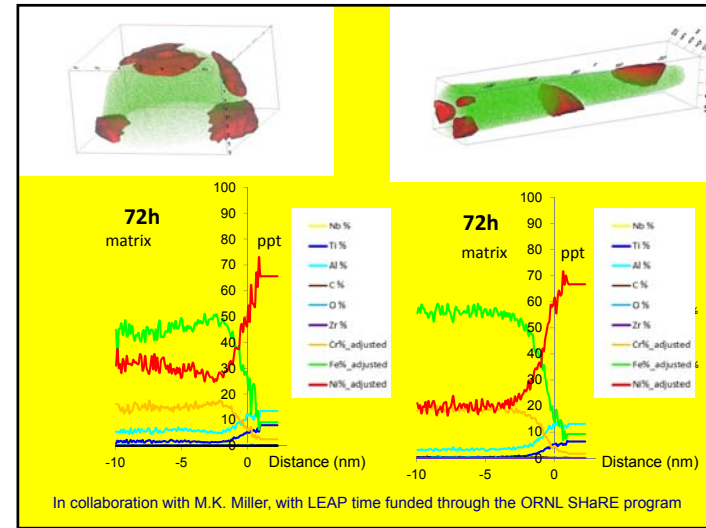 100
90
80
70
60
50
40
30
20
10
0
72h
matrix
ppt
Nb %
Ti %
Al %
C %
O %
Zr %
Cr%_adjusted
Fe%_adjusted
Ni%_adjusted
-10
-5
0
Distance (nm)
100
90
80
70
60
50
40
30
20
10
0
72h
matrix
ppt
Nb %
Ti %
Al %
C %
O %
Zr %
Cr%_adjusted
Fe%_adjusted
Ni%_adjusted
-10
-5
0
Distance (nm)
In collaboration with M.K. Miller, with LEAP time funded through the ORNL SHaRE program